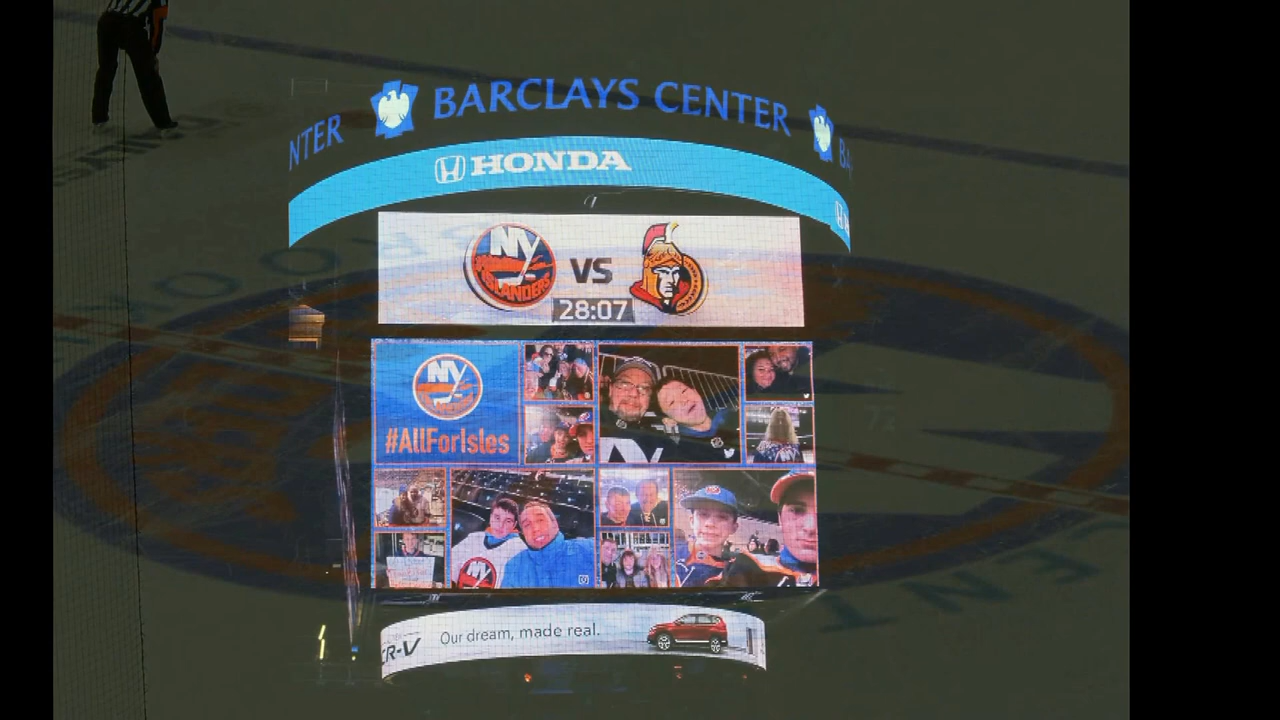 BARCLAYS CENTER
NTER
HONDA
NY
ISLANDERS
VS
28:07
NY
#AllForIsles
NY
CR-V
Our dream, made real.